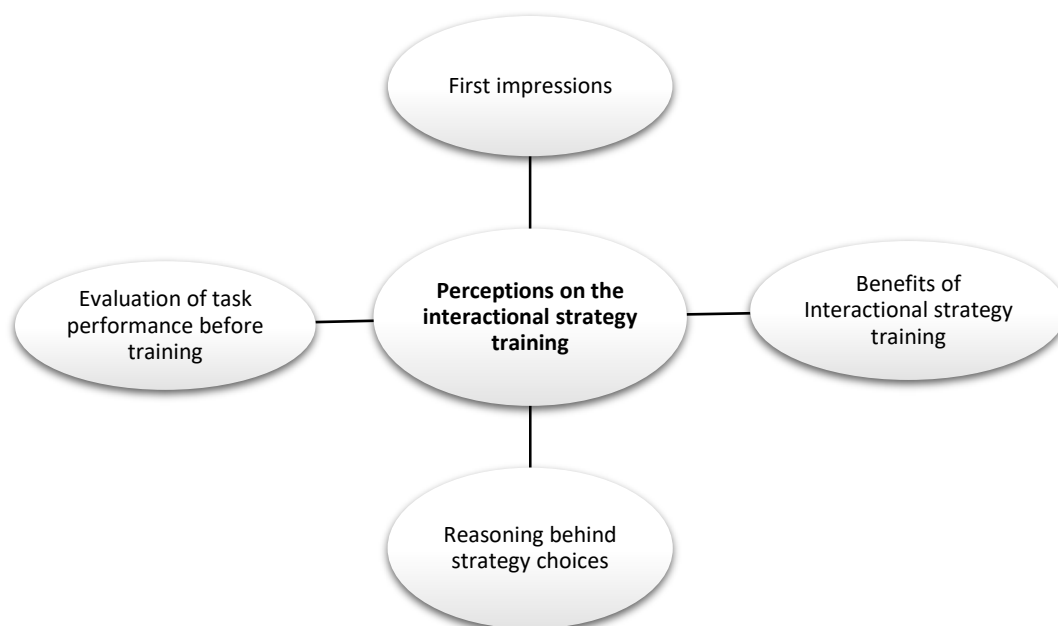 First impressions
Evaluation of task
performance before
training
Perceptions on the
interactional strategy
training
Benefits of
Interactional strategy
training
Reasoning behind
strategy choices